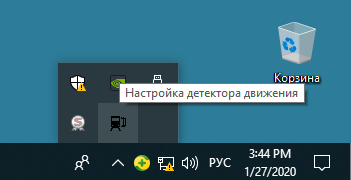 Корзина
Настройка детектора движения
РУС
3:44 PM
1/27/2020